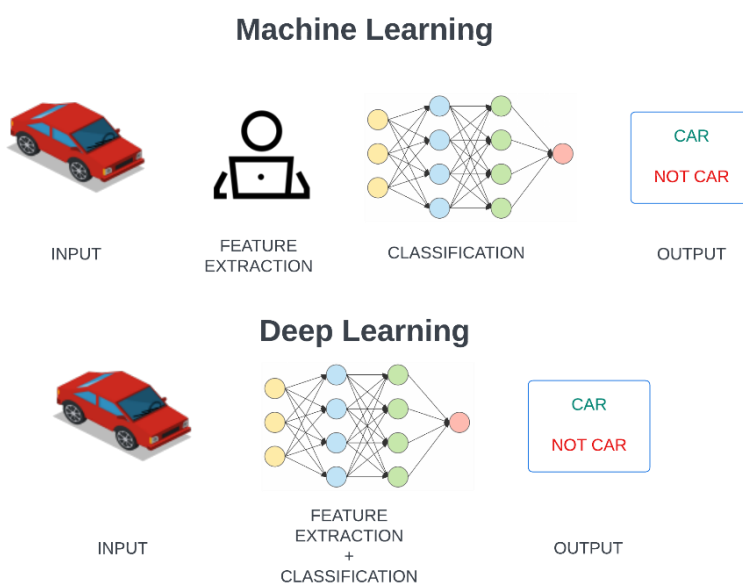 Machine Learning
CAR
NOT CAR
INPUT
FEATURE
EXTRACTION
CLASSIFICATION
OUTPUT
Deep Learning
CAR
NOT CAR
INPUT
FEATURE
EXTRACTION
+
CLASSIFICATION
OUTPUT